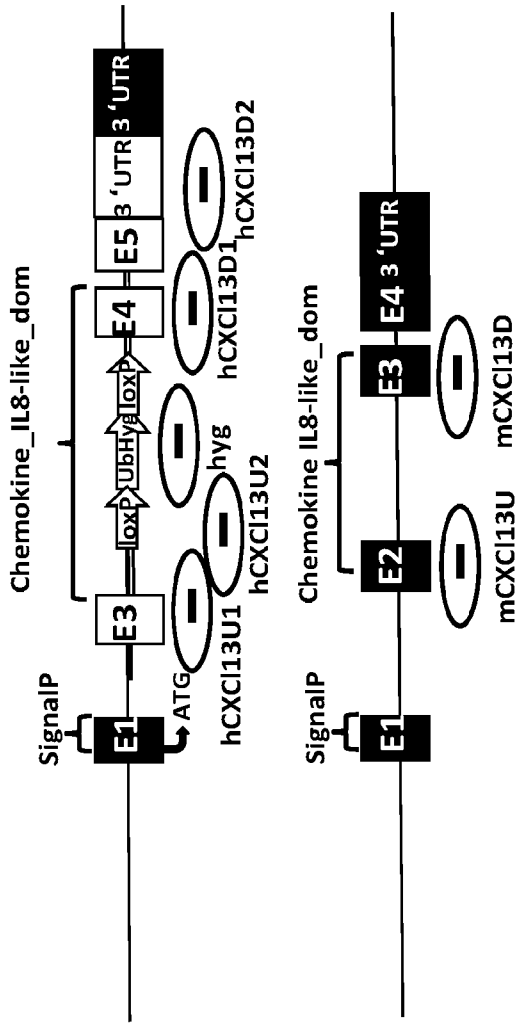 Chemokine_IL8-like_dom
SignalP
E1
E3
loxP
UbHyg
loxP
E4
E5
3 ‘UTR
3 ‘UTR
ATG
hCXCl13U1
hCXCl13U2
hyg
hCXCl13D1
hCXCl13D2
Chemokine IL8-like_dom
SignalP
E1
E2
E3
E4 3 ‘UTR
mCXCl13U
mCXCl13D